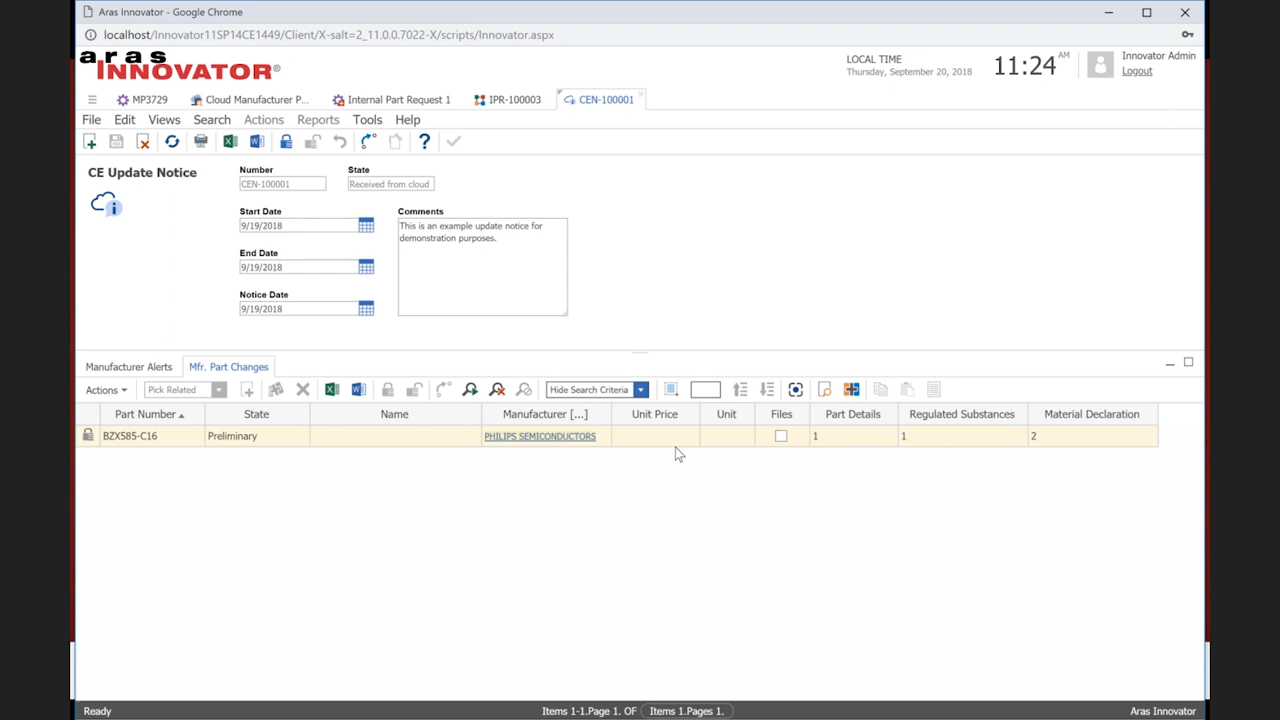 Aras Innovator - Google Chrome
localhost/Innovator11SP14CE1449/Client/X-salt=2_11.0.0.7022-X/scripts/Innovator.aspx
aras
INNOVATOR®
LOCAL TIME
Thursday, September 20, 2018
11:24 AM
Innovator Admin
Logout
MP3729 Cloud Manufacturer P... Internal Part Request 1 IPR-100003 CEN-100001
File Edit Views Search Actions Reports Tools Help
CE Update Notice
Number State
CEN-100001 Received from cloud
Start Date Comments
9/19/2018 This is an example update notice for
demonstration purposes.
End Date
9/19/2018
Notice Date
9/19/2018
Manufacturer Alerts Mfr. Part Changes
Actions Pick Related Hide Search Criteria
Part Number State Name Manufacturer [...] Unit Price Unit Files Part Details Regulated Substances Material Declaration
BZX585-C16 Preliminary PHILIPS SEMICONDUCTORS 1 1 2
Ready Items 1-1.Page 1. OF Items 1.Pages 1. Aras Innovator